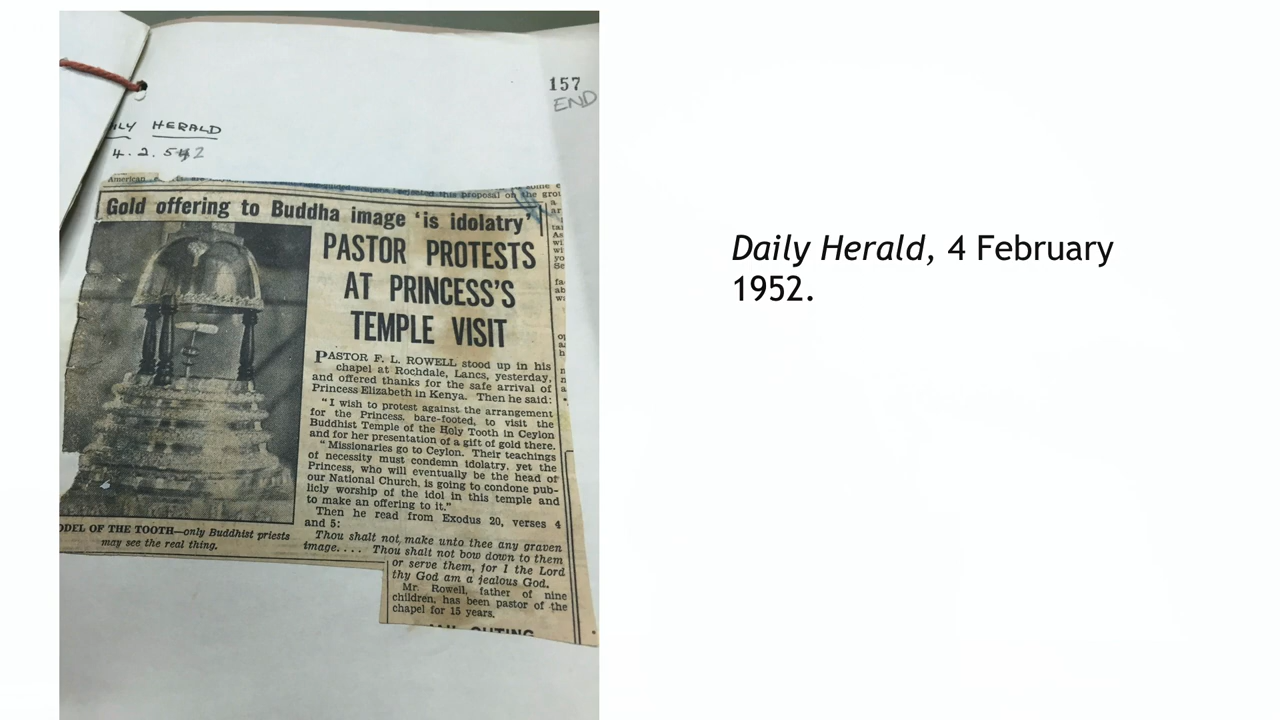 157
END
ILY HERALD
4.2.542
American
rejected this proposal on the gro
Gold offering to Buddha image ‘is idolatry’
PASTOR PROTESTS
AT PRINCESS'S
TEMPLE VISIT
PASTOR F. L. ROWELL stood up in his
chapel at Rochdale, Lancs, yesterday,
and offered thanks for the safe arrival of
Princess Elizabeth in Kenya. Then he said:
“I wish to protest against the arrangement
for the Princess, bare-footed, to visit the
Buddhist Temple of the Holy Tooth in Ceylon
and for her presentation of a gift of gold there.
“Missionaries go to Ceylon. Their teachings
of necessity must condemn idolatry, yet the
Princess, who will eventually be the head of
our National Church, is going to condone pub-
licly worship of the idol in this temple and
to make an offering to it.”
Then he read from Exodus 20, verses 4
and 5:
Thou shalt not make unto thee any graven
image.... Thou shalt not bow down to them
or serve them, for I the Lord
thy God am a jealous God.
Mr. Rowell, father of nine
children, has been pastor of the
chapel for 15 years.
ODEL OF THE TOOTH—only Buddhist priests
may see the real thing.
Daily Herald, 4 February
1952.